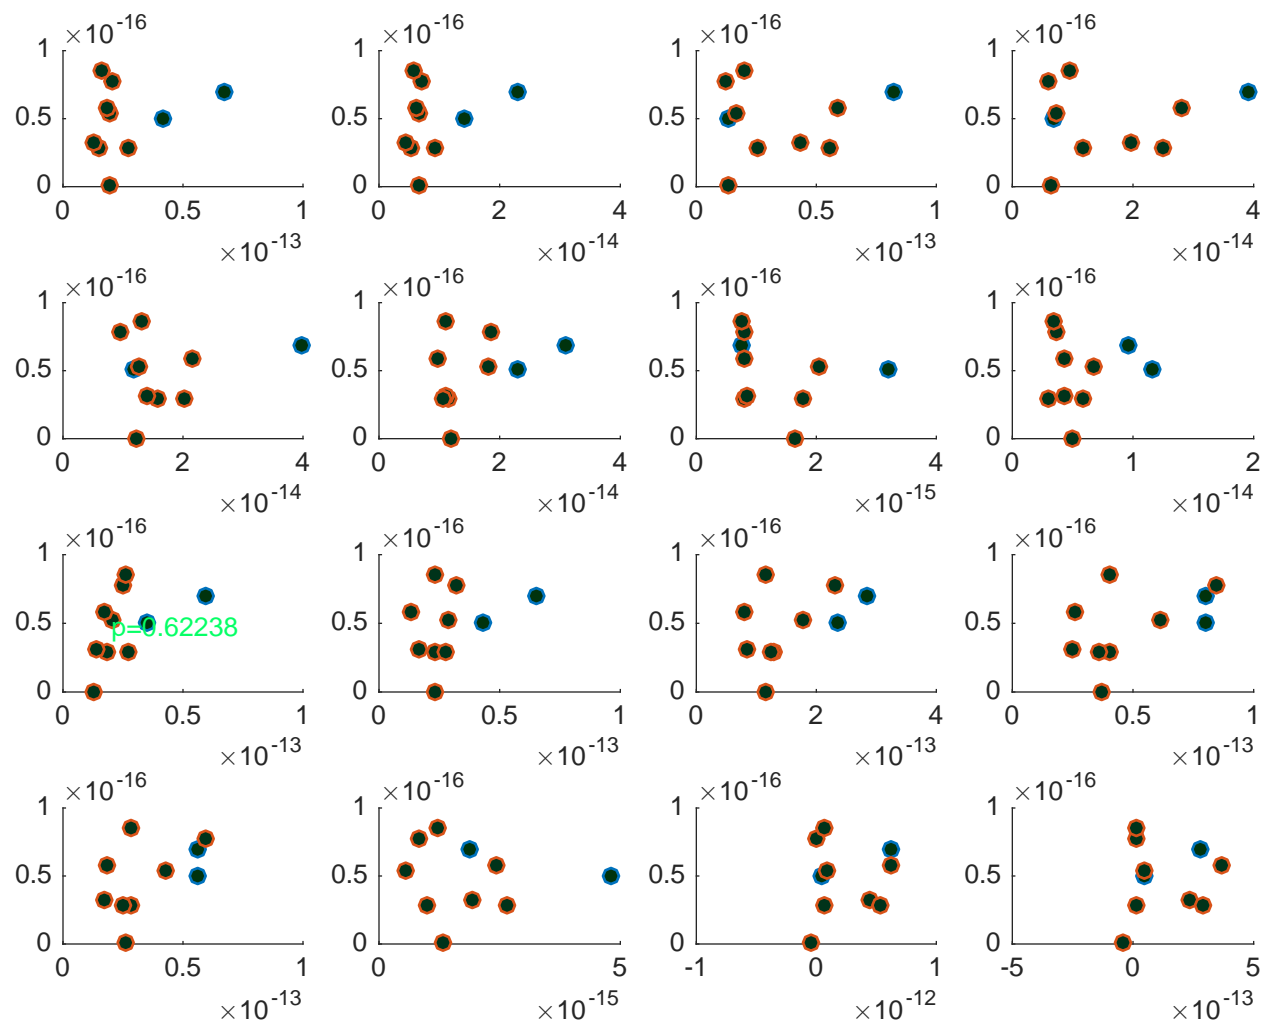 ×10-16 ×10-16 ×10-16 ×10-16
1 1 1 1
0.5 0.5 0.5 0.5
0 0 0 0
0 0.5 1 0 2 4 0 0.5 1 0 2 4
×10-13 ×10-14 ×10-13 ×10-14
×10-16 ×10-16 ×10-16 ×10-16
1 1 1 1
0.5 0.5 0.5 0.5
0 0 0 0
0 2 4 0 2 4 0 2 4 0 1 2
×10-14 ×10-14 ×10-15 ×10-14
×10-16 ×10-16 ×10-16 ×10-16
1 1 1 1
0.5 p=0.62238 0.5 0.5 0.5
0 0 0 0
0 0.5 1 0 0.5 1 0 2 4 0 0.5 1
×10-13 ×10-13 ×10-13 ×10-13
×10-16 ×10-16 ×10-16 ×10-16
1 1 1 1
0.5 0.5 0.5 0.5
0 0 0 0
0 0.5 1 0 5 -1 0 1 -5 0 5
×10-13 ×10-15 ×10-12 ×10-13